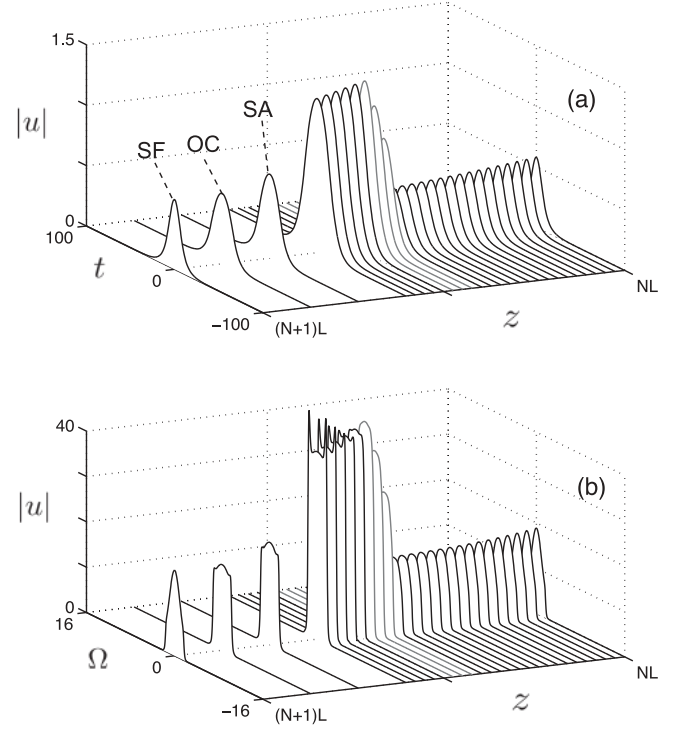 1.5
(a)
SA
|u|
SF
OC
0
100
t
0
NL
−100
(N+1)L
z
40
(b)
|u|
0
16
Ω
0
NL
−16
(N+1)L
z